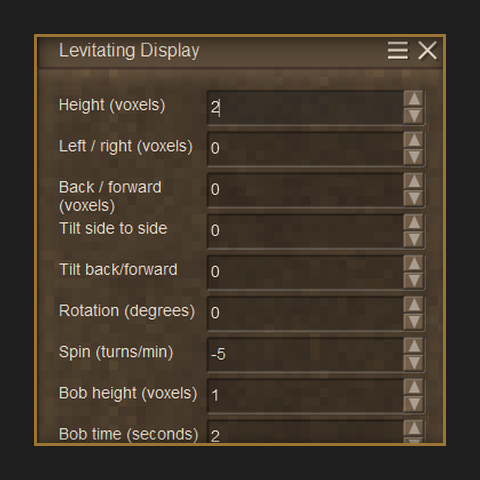 Levitating Display
Height (voxels) 2
Left / right (voxels) 0
Back / forward
(voxels) 0
Tilt side to side 0
Tilt back/forward 0
Rotation (degrees) 0
Spin (turns/min) -5
Bob height (voxels) 1
Bob time (seconds) 2